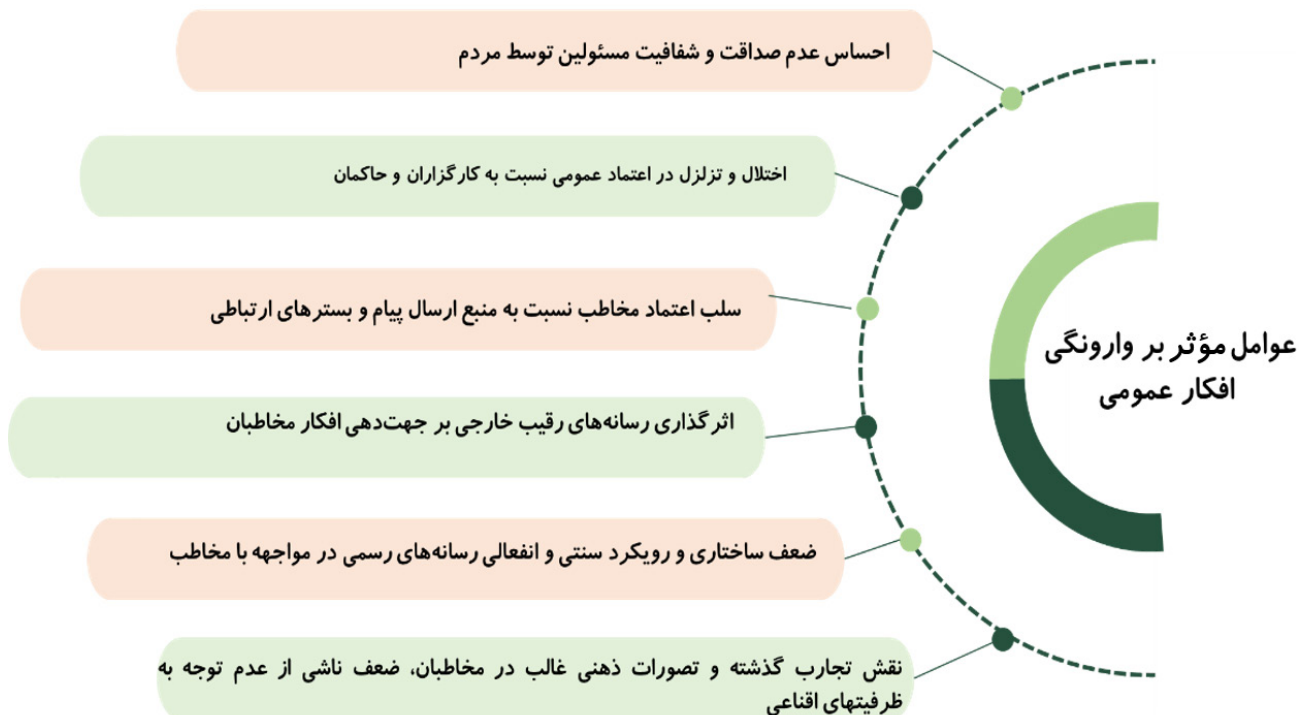 عوامل مؤثر بر وارونگی
افکار عمومی
احساس عدم صداقت و شفافیت مسئولین توسط مردم
اختلال و تزلزل در اعتماد عمومی نسبت به کارگزاران و حاکمان
سلب اعتماد مخاطب نسبت به منبع ارسال پیام و بسترهای ارتباطی
اثرگذاری رسانه‌های رقیب خارجی بر جهت‌دهی افکار مخاطبان
ضعف ساختاری و رویکرد سنتی و انفعالی رسانه‌های رسمی در مواجهه با مخاطب
نقش تجارب گذشته و تصورات ذهنی غالب در مخاطبان، ضعف ناشی از عدم توجه به
ظرفیتهای اقناعی